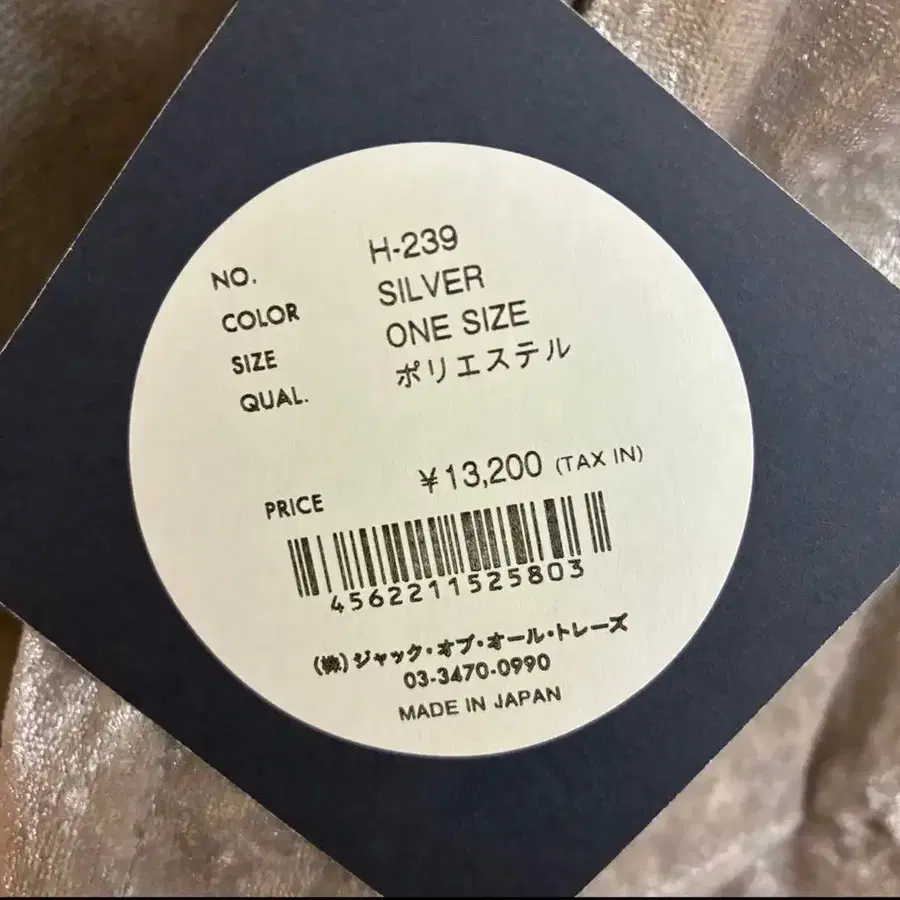 NO. H-239
COLOR SILVER
SIZE ONE SIZE
QUAL. ポリエステル
PRICE ¥13,200 (TAX IN)
4562211525803
(株)ジャック・オブ・オール・トレーズ
03-3470-0990
MADE IN JAPAN